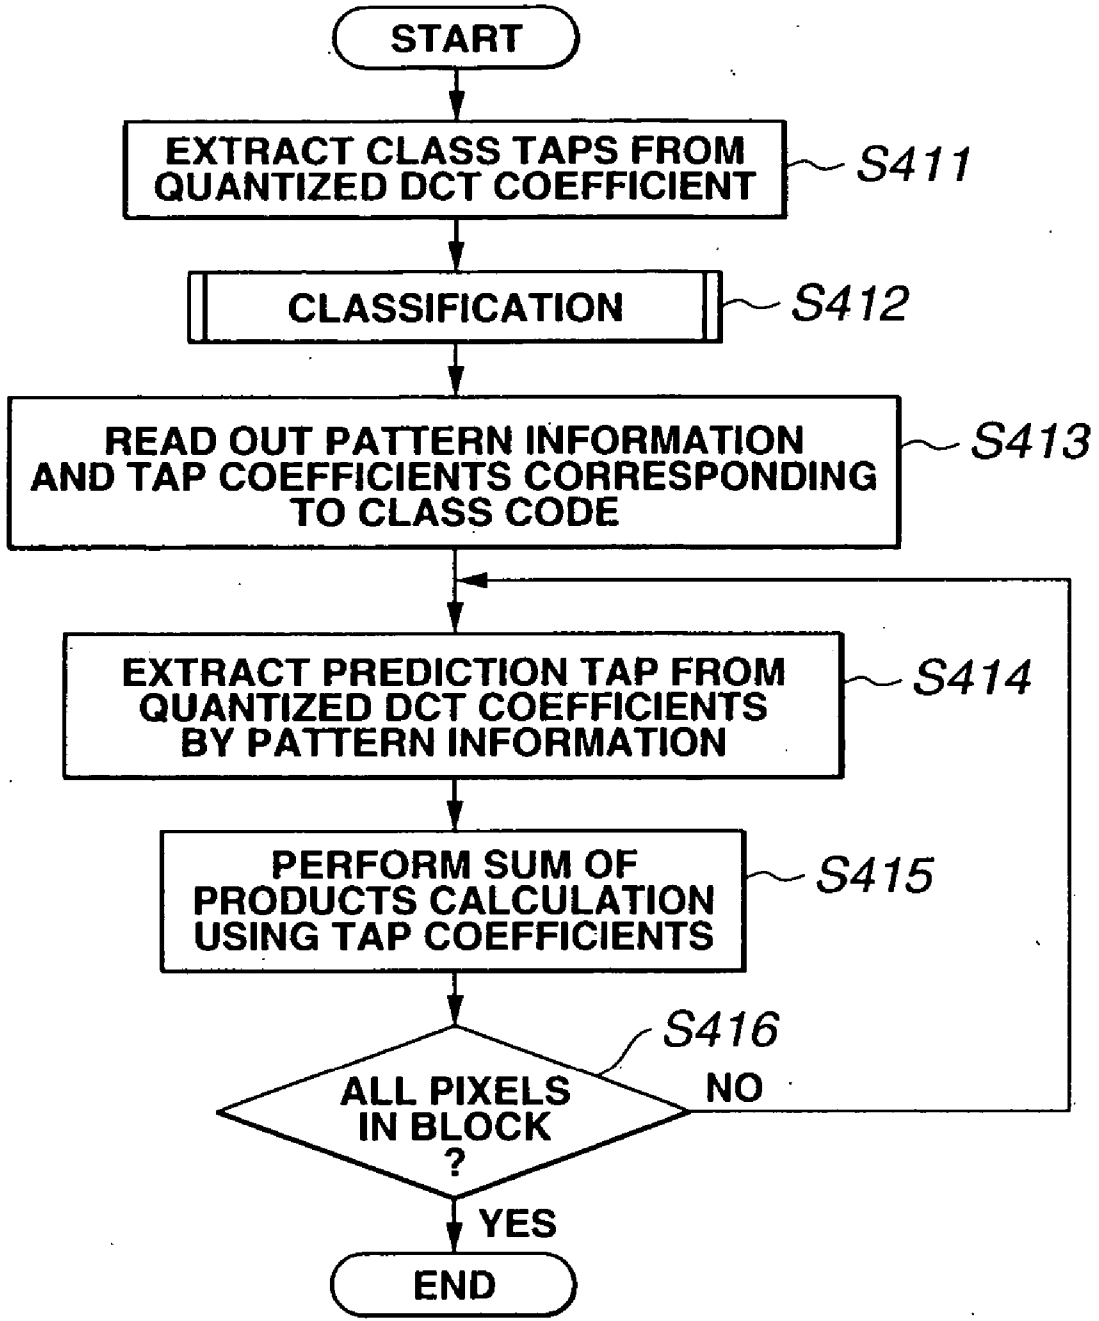 START
EXTRACT CLASS TAPS FROM
QUANTIZED DCT COEFFICIENT
S411
CLASSIFICATION
S412
READ OUT PATTERN INFORMATION
AND TAP COEFFICIENTS CORRESPONDING
TO CLASS CODE
S413
EXTRACT PREDICTION TAP FROM
QUANTIZED DCT COEFFICIENTS
BY PATTERN INFORMATION
S414
PERFORM SUM OF
PRODUCTS CALCULATION
USING TAP COEFFICIENTS
S415
S416
ALL PIXELS
IN BLOCK
?
NO
YES
END